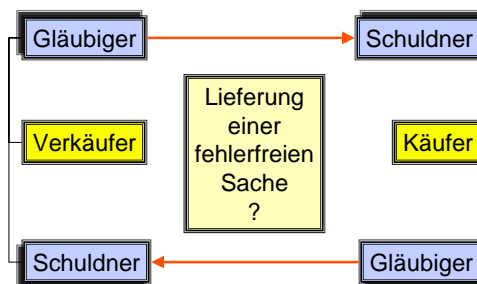 Gläubiger
Schuldner
Lieferung
einer
fehlerfreien
Sache
?
Verkäufer
Käufer
Schuldner
Gläubiger